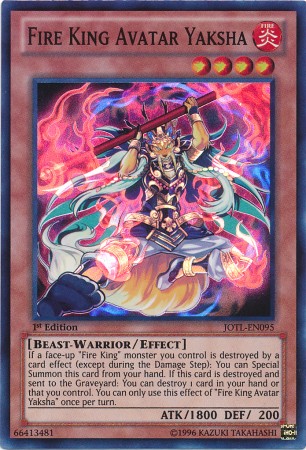 FIRE KING AVATAR YAKSHA
FIRE
炎
1st Edition
JOTL-EN095
[BEAST-WARRIOR/EFFECT]
If a face-up "Fire King" monster you control is destroyed by a
card effect (except during the Damage Step): You can Special
Summon this card from your hand. If this card is destroyed and
sent to the Graveyard: You can destroy 1 card in your hand or
that you control. You can only use this effect of "Fire King Avatar
Yaksha" once per turn.
ATK/1800 DEF/ 200
66413481
©1996 KAZUKI TAKAHASHI